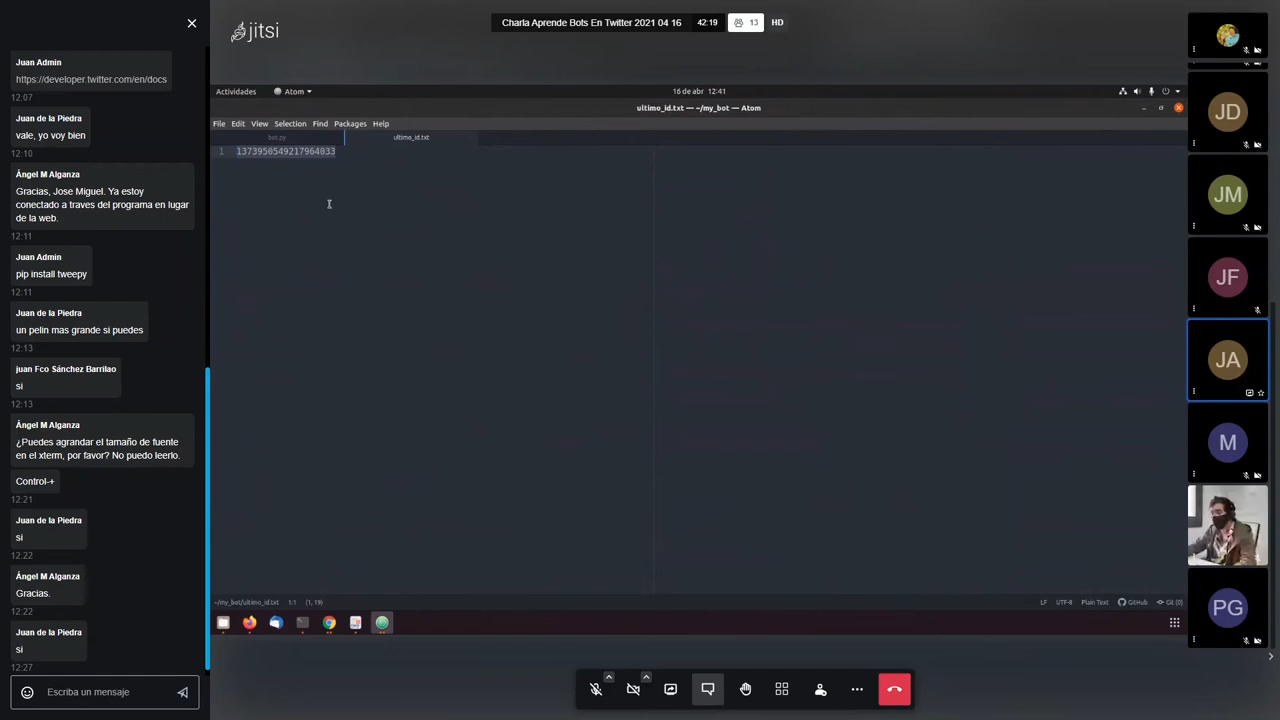 Juan Admin
https://developer.twitter.com/en/docs
12:07
Juan de la Piedra
vale, yo voy bien
12:10
Ángel M Alganza
Gracias, Jose Miguel. Ya estoy
conectado a traves del programa en lugar
de la web.
12:11
Juan Admin
pip install tweepy
12:11
Juan de la Piedra
un pelin mas grande si puedes
12:13
juan Fco Sánchez Barrilao
si
12:13
Ángel M Alganza
¿Puedes agrandar el tamaño de fuente
en el xterm, por favor? No puedo leerlo.
Control-+
12:21
Juan de la Piedra
si
12:22
Ángel M Alganza
Gracias.
12:22
Juan de la Piedra
si
12:27
Escriba un mensaje
jitsi
Charla Aprende Bots En Twitter 2021 04 16
42:19
13
HD
Actividades
Atom
16 de abr 12:41
ultimo_id.txt — ~/my_bot — Atom
File Edit View Selection Find Packages Help
bot.py
ultimo_id.txt
1 1373950549217964033
~/my_bot/ultimo_id.txt 1:1 (1, 19)
LF UTF-8 Plain Text GitHub Git (0)
JD
JM
JF
JA
M
PG